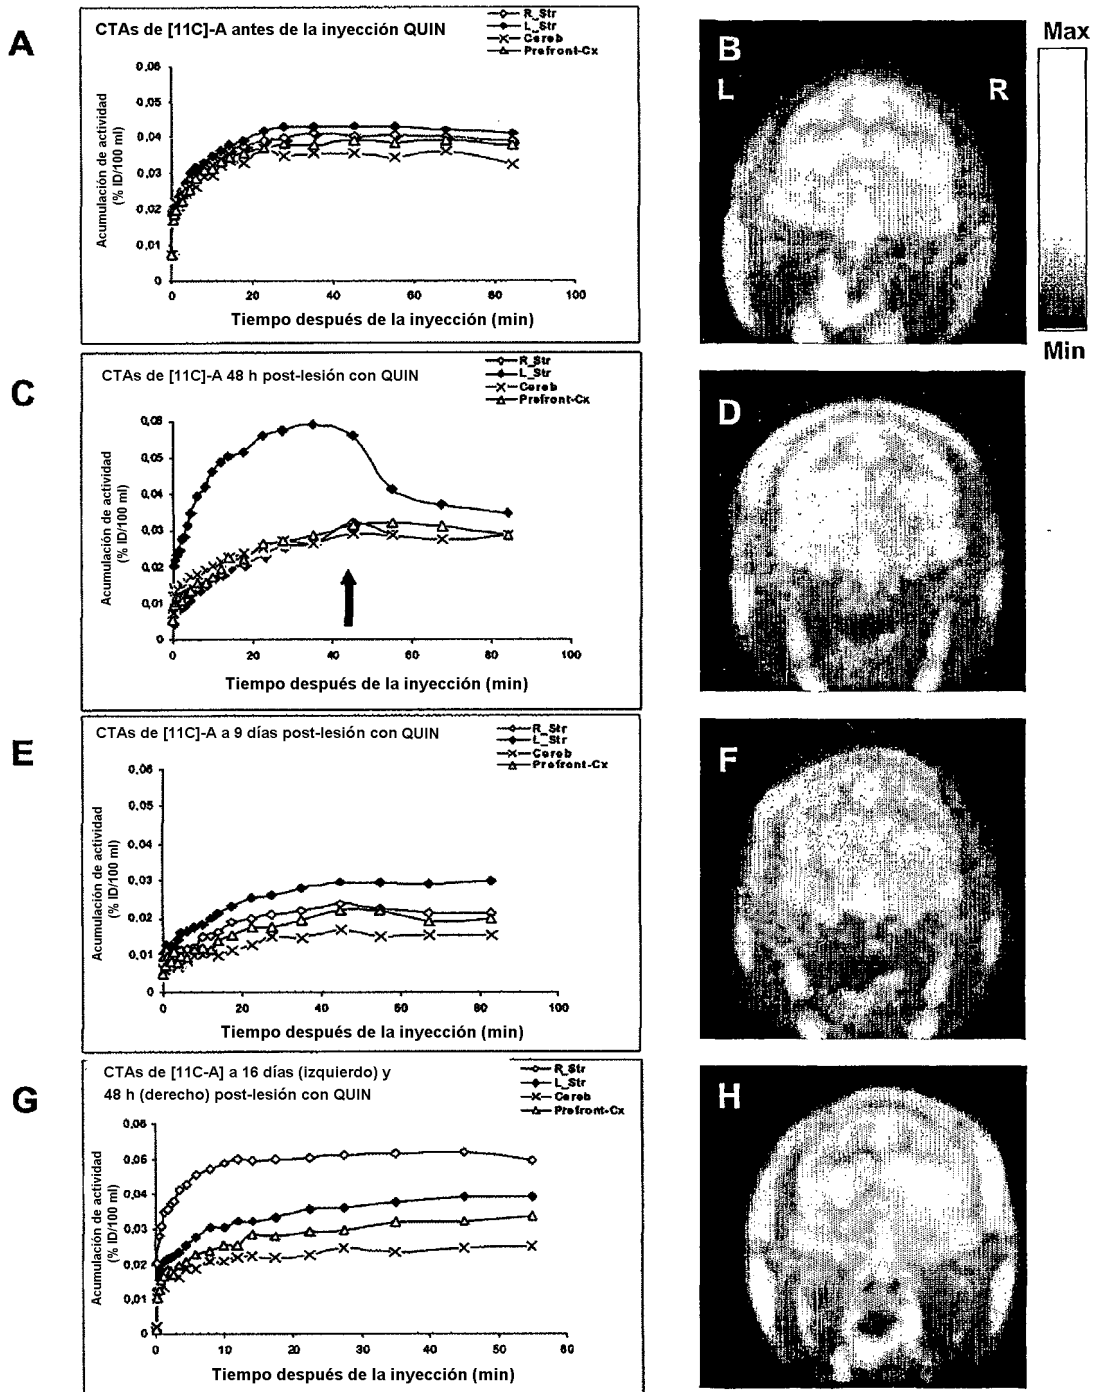 A
CTAs de [11C]-A antes de la inyección QUIN
R_Str
L_Str
Cereb
Prefront-Cx
Acumulación de actividad
(% ID/100 ml)
0,06
0,05
0,04
0,03
0,02
0,01
0
0 20 40 60 80 100
Tiempo después de la inyección (min)
B
L R
Max
Min
C
CTAs de [11C]-A 48 h post-lesión con QUIN
R_Str
L_Str
Cereb
Prefront-Cx
Acumulación de actividad
(% ID/100 ml)
0,06
0,05
0,04
0,03
0,02
0,01
0
0 20 40 60 80 100
Tiempo después de la inyección (min)
D
E
CTAs de [11C]-A a 9 días post-lesión con QUIN
R_Str
L_Str
Cereb
Prefront-Cx
Acumulación de actividad
(% ID/100 ml)
0,06
0,05
0,04
0,03
0,02
0,01
0
0 20 40 60 80 100
Tiempo después de la inyección (min)
F
G
CTAs de [11C-A] a 16 días (izquierdo) y
48 h (derecho) post-lesión con QUIN
R_Str
L_Str
Cereb
Prefront-Cx
Acumulación de actividad
(% ID/100 ml)
0,06
0,05
0,04
0,03
0,02
0,01
0
0 10 20 30 40 50 60
Tiempo después de la inyección (min)
H